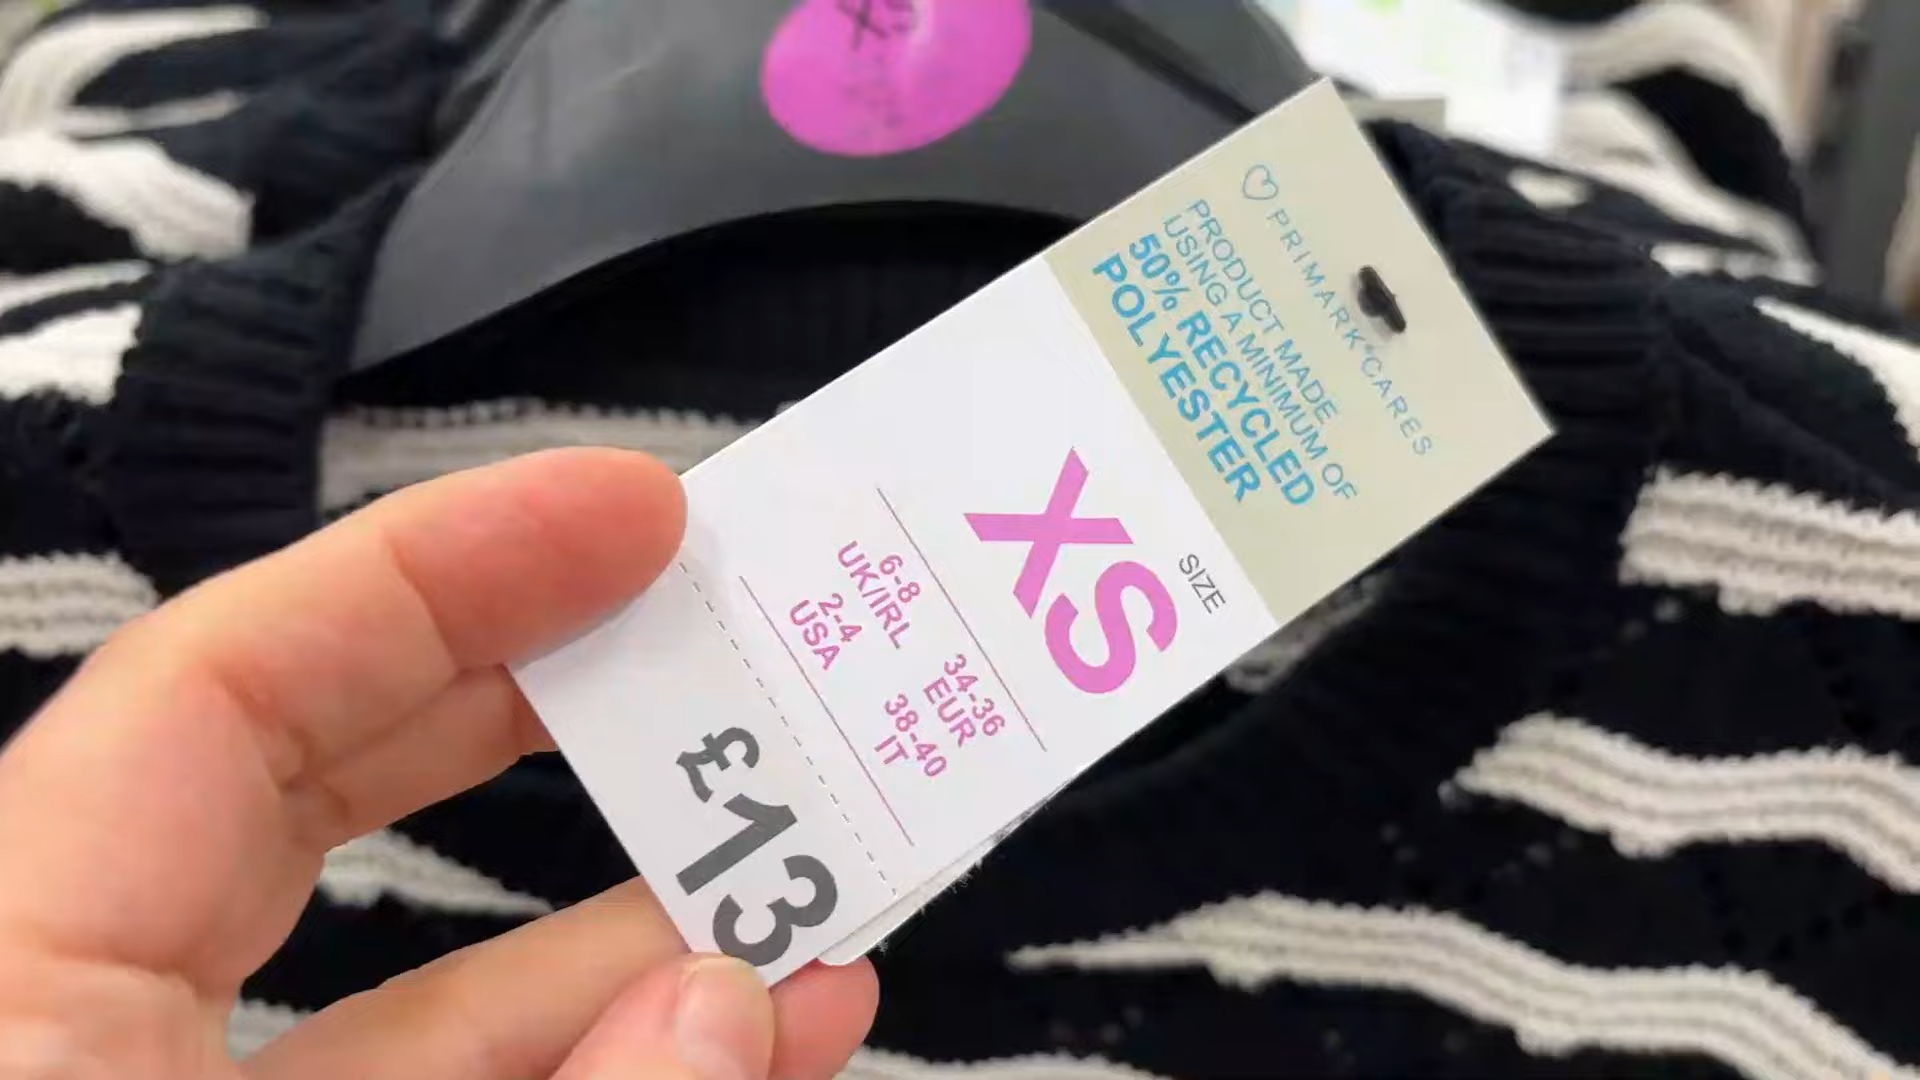 XS
♡ PRIMARK®CARES
PRODUCT MADE
USING A MINIMUM OF
50% RECYCLED
POLYESTER
SIZE
XS
6-8
UK/IRL
34-36
EUR
2-4
USA
38-40
IT
£13